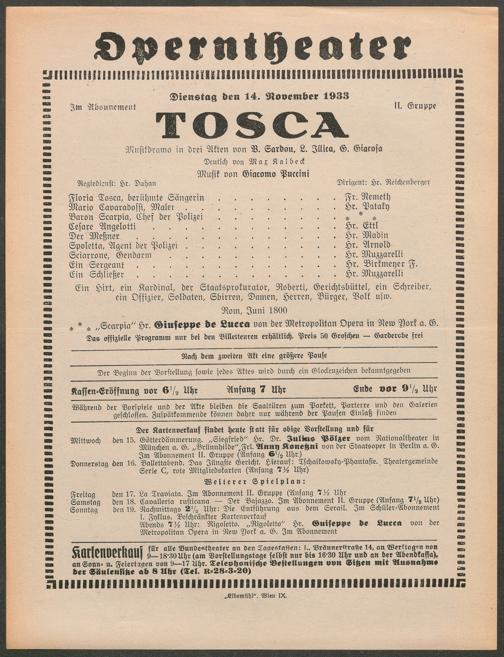 Operntheater
Dienstag den 14. November 1933
Im Abonnement II. Gruppe
TOSCA
Musikdrama in drei Akten von V. Sardou, L. Illica, G. Giacosa
Deutsch von Max Kalbeck
Musik von Giacomo Puccini
Regiedienst: Hr. Duhan Dirigent: Hr. Reichenberger
Floria Tosca, berühmte Sängerin . . . . . . . . Fr. Nemeth
Mario Cavaradossi, Maler . . . . . . . . Hr. Pataky
Baron Scarpia, Chef der Polizei . . . . . . . . * * *
Cesare Angelotti . . . . . . . . Hr. Ettl
Der Meßner . . . . . . . . Hr. Madin
Spoletta, Agent der Polizei . . . . . . . . Hr. Arnold
Sciarrone, Gendarm . . . . . . . . Hr. Muzzarelli
Ein Sergeant . . . . . . . . Hr. Birkmeyer F.
Ein Schließer . . . . . . . . Hr. Muzzarelli
Ein Hirt, ein Kardinal, der Staatsprokurator, Roberti, Gerichtsbüttel, ein Schreiber,
ein Offizier, Soldaten, Sbirren, Damen, Herren, Bürger, Volk usw.
Rom, Juni 1800
* * * „Scarpia" Hr. Giuseppe de Lucca von der Metropolitan Opera in New York a. G.
Das offizielle Programm nur bei den Billetteuren erhältlich. Preis 50 Groschen — Garderobe frei
Nach dem zweiten Akt eine größere Pause
Der Beginn der Vorstellung sowie jedes Aktes wird durch ein Glockenzeichen bekanntgegeben
Kassen-Eröffnung vor 6½ Uhr Anfang 7 Uhr Ende vor 9½ Uhr
Während der Vorspiele und der Akte bleiben die Saaltüren zum Parkett, Parterre und den Galerien
geschlossen. Zuspätkommende können daher nur während der Pausen Einlaß finden
Der Kartenverkauf findet heute statt für obige Vorstellung und für
Mittwoch den 15. Götterdämmerung. „Siegfried" Hr. Dr. Julius Pölzer vom Nationaltheater in
München a. G. „Brünnhilde" Frl. Anny Konetzni von der Staatsoper in Berlin a. G.
Im Abonnement II. Gruppe (Anfang 6½ Uhr)
Donnerstag den 16. Ballettabend. Das Jüngste Gericht. Hierauf: Tschaikowsky-Phantasie. Theatergemeinde
Serie C, rote Mitgliedskarten (Anfang 7½ Uhr)
Weiterer Spielplan:
Freitag den 17. La Traviata. Im Abonnement II. Gruppe (Anfang 7½ Uhr
Samstag den 18. Cavalleria rusticana — Der Bajazzo. Im Abonnement II. Gruppe (Anfang 7½ Uhr)
Sonntag den 19. Nachmittags 2½ Uhr: Die Entführung aus dem Serail. Im Schüler-Abonnement
1. Zyklus. Beschränkter Kartenverkauf
Abends 7½ Uhr: Rigoletto. „Rigoletto" Hr. Giuseppe de Lucca von der
Metropolitan Opera in New York a. G. Im Abonnement
Kartenverkauf für alle Bundestheater an den Tageskassen: I., Bräunerstraße 14, an Werktagen von
9—18·30 Uhr (am Vorstellungstage selbst nur bis 16·30 Uhr und an der Abendkassa),
an Sonn- u. Feiertagen von 9—17 Uhr. Telephonische Bestellungen von Sitzen mit Ausnahme
der Säulensitze ab 8 Uhr (Tel. R-28-3-20)
„Elbemühl", Wien IX.